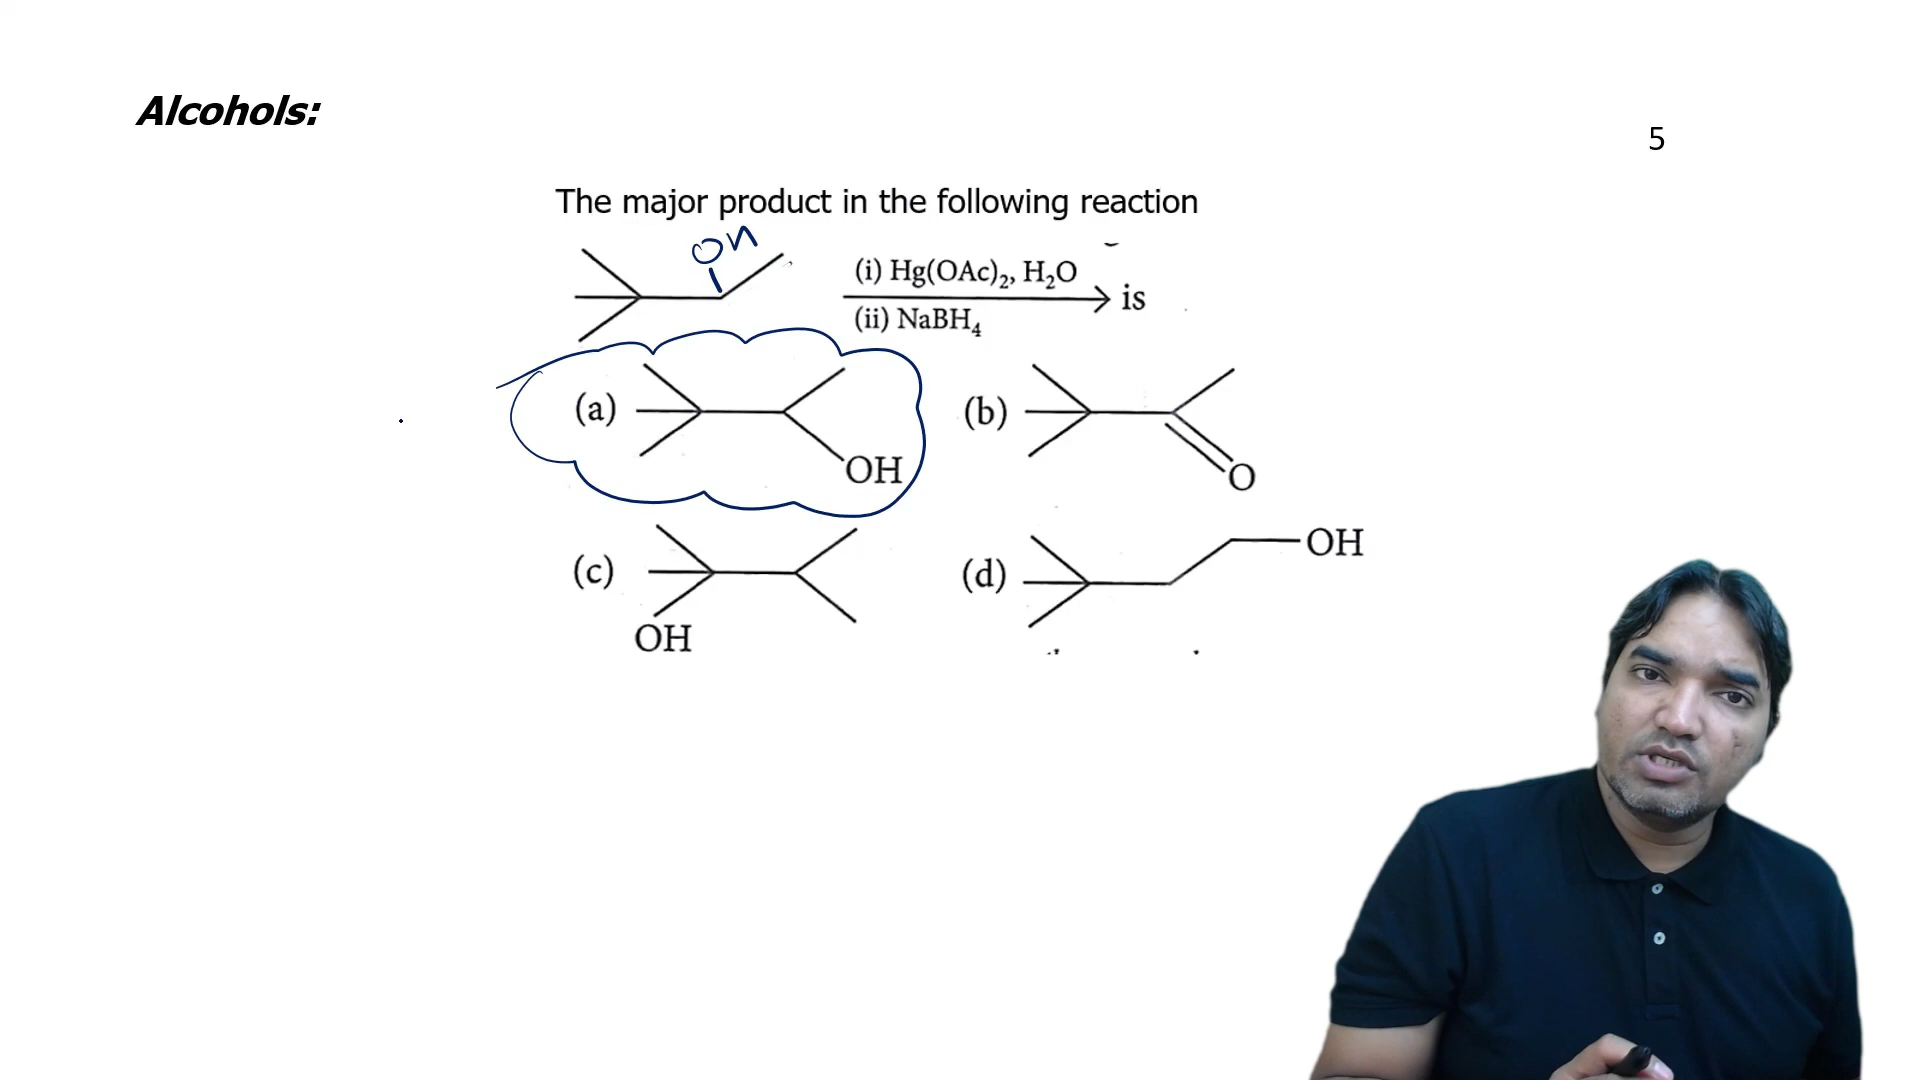 Alcohols:
5
The major product in the following reaction
OH
(i) Hg(OAc)₂, H₂O
is
(ii) NaBH₄
(a)
OH
(b)
O
(c)
OH
(d)
OH